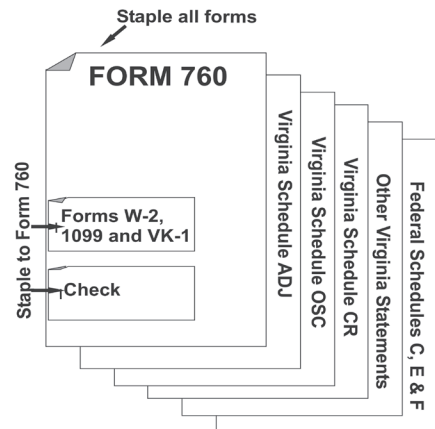 Staple all forms
FORM 760
Staple to Form 760
Forms W-2,
1099 and VK-1
Check
Virginia Schedule ADJ
Virginia Schedule OSC
Virginia Schedule CR
Other Virginia Statements
Federal Schedules C, E & F